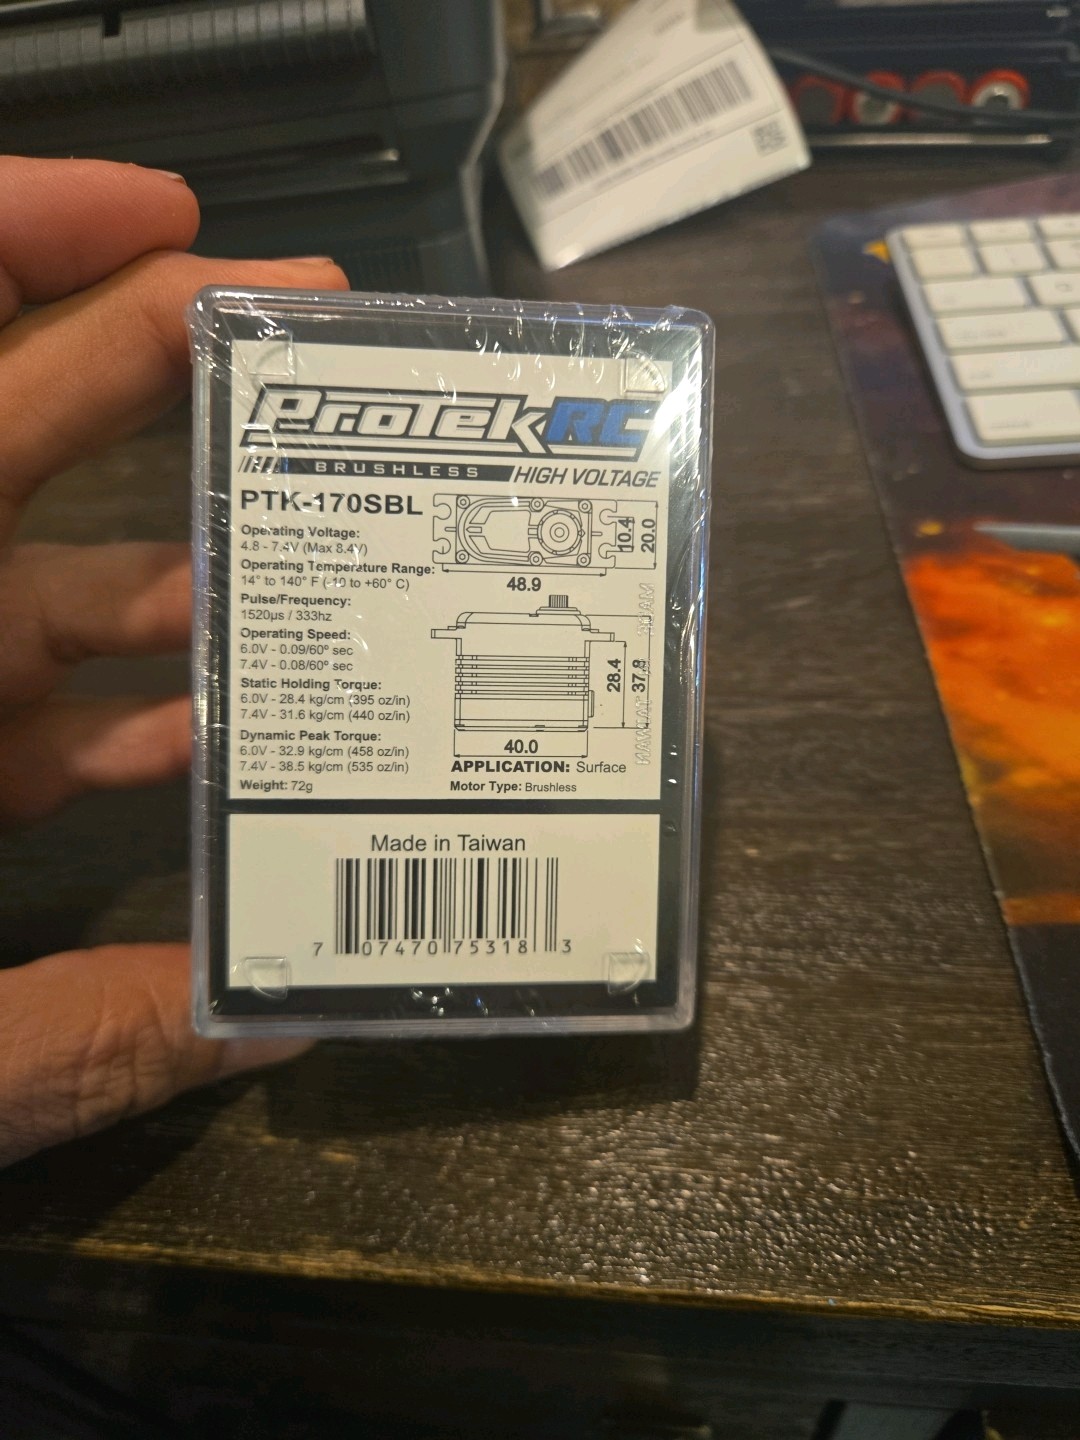 ProTek RC
BRUSHLESS
HIGH VOLTAGE
PTK-170SBL
Operating Voltage:
4.8 - 7.4V (Max 8.4V)
Operating Temperature Range:
14° to 140° F (-10 to +60° C)
Pulse/Frequency:
1520µs / 333hz
Operating Speed:
6.0V - 0.09/60º sec
7.4V - 0.08/60º sec
Static Holding Torque:
6.0V - 28.4 kg/cm (395 oz/in)
7.4V - 31.6 kg/cm (440 oz/in)
Dynamic Peak Torque:
6.0V - 32.9 kg/cm (458 oz/in)
7.4V - 38.5 kg/cm (535 oz/in)
Weight: 72g
10.4
20.0
48.9
28.4
40.0
APPLICATION: Surface
Motor Type: Brushless
Made in Taiwan
7 07470 75318 3